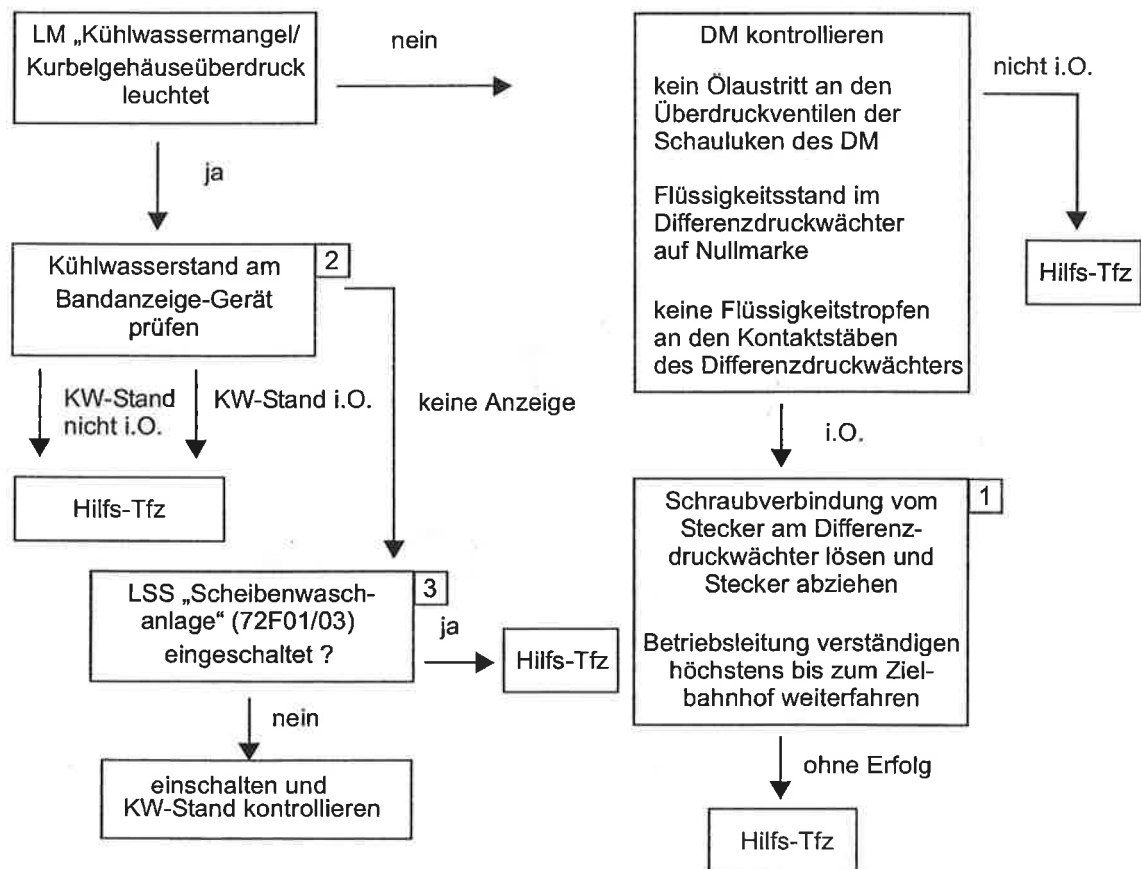 LM „Kühlwassermangel/
Kurbelgehäuseüberdruck
leuchtet
nein
ja
2
Kühlwasserstand am
Bandanzeige-Gerät
prüfen
KW-Stand
nicht i.O.
KW-Stand i.O.
keine Anzeige
Hilfs-Tfz
3
LSS „Scheibenwasch-
anlage“ (72F01/03)
eingeschaltet ?
ja
Hilfs-Tfz
nein
einschalten und
KW-Stand kontrollieren
DM kontrollieren
kein Ölaustritt an den
Überdruckventilen der
Schauluken des DM
Flüssigkeitsstand im
Differenzdruckwächter
auf Nullmarke
keine Flüssigkeitstropfen
an den Kontaktstäben
des Differenzdruckwächters
nicht i.O.
Hilfs-Tfz
i.O.
1
Schraubverbindung vom
Stecker am Differenz-
druckwächter lösen und
Stecker abziehen
Betriebsleitung verständigen
höchstens bis zum Ziel-
bahnhof weiterfahren
ohne Erfolg
Hilfs-Tfz